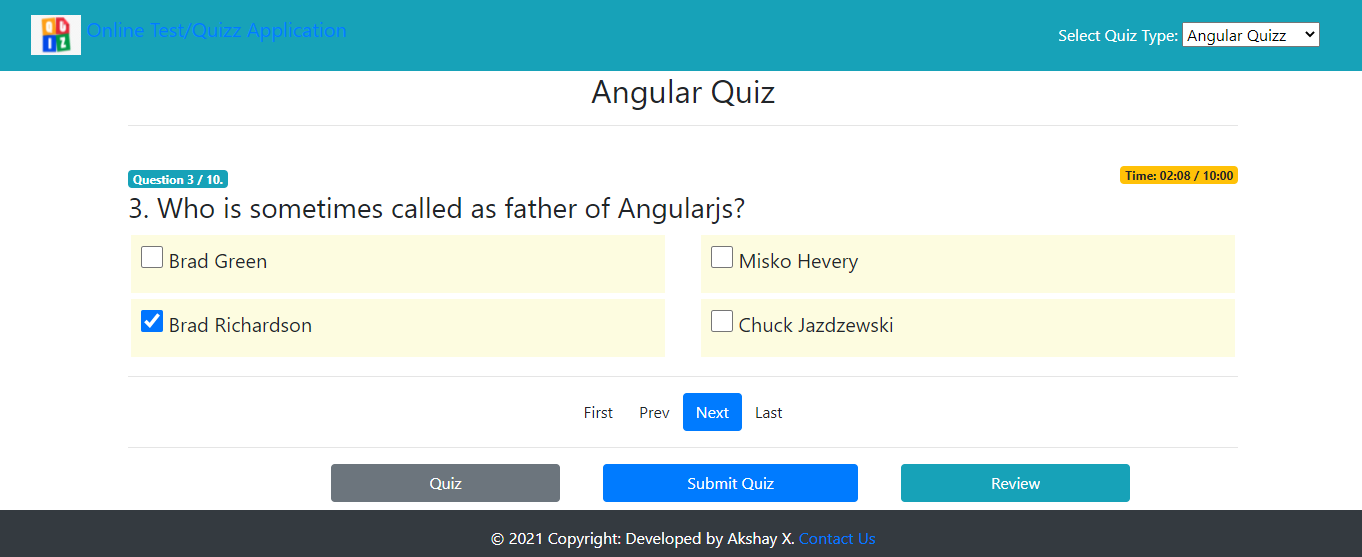 QUIZ
Online Test/Quizz Application
Select Quiz Type: Angular Quizz
Angular Quiz
Question 3 / 10.
Time: 02:08 / 10:00
3. Who is sometimes called as father of Angularjs?
Brad Green
Misko Hevery
Brad Richardson
Chuck Jazdzewski
First Prev Next Last
Quiz Submit Quiz Review
© 2021 Copyright: Developed by Akshay X. Contact Us